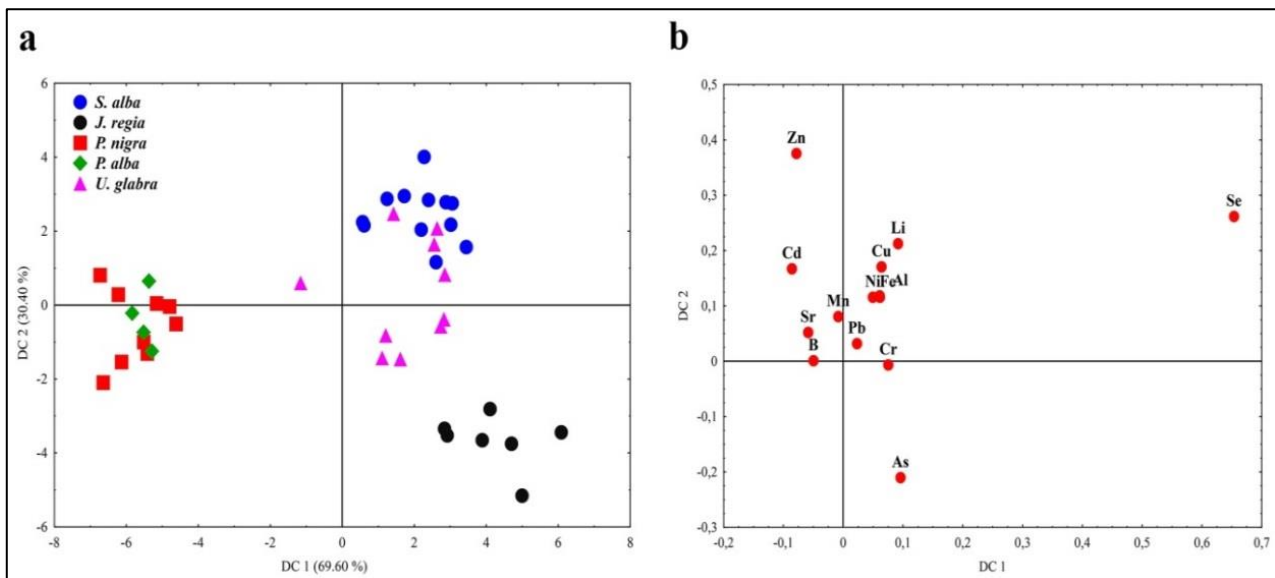 a
6
4
2
0
-2
-4
-6
DC 2 (30.40 %)
S. alba
J. regia
P. nigra
P. alba
U. glabra
-8
-6
-4
-2
0
2
4
6
8
DC 1 (69.60 %)
b
0,5
0,4
0,3
0,2
0,1
0
-0,1
-0,2
-0,3
DC 2
Zn
Se
Li
Cd
Cu
Ni Fe Al
Mn
Sr
Pb
B
Cr
As
-0,2
-0,1
0
0,1
0,2
0,3
0,4
0,5
0,6
0,7
DC 1